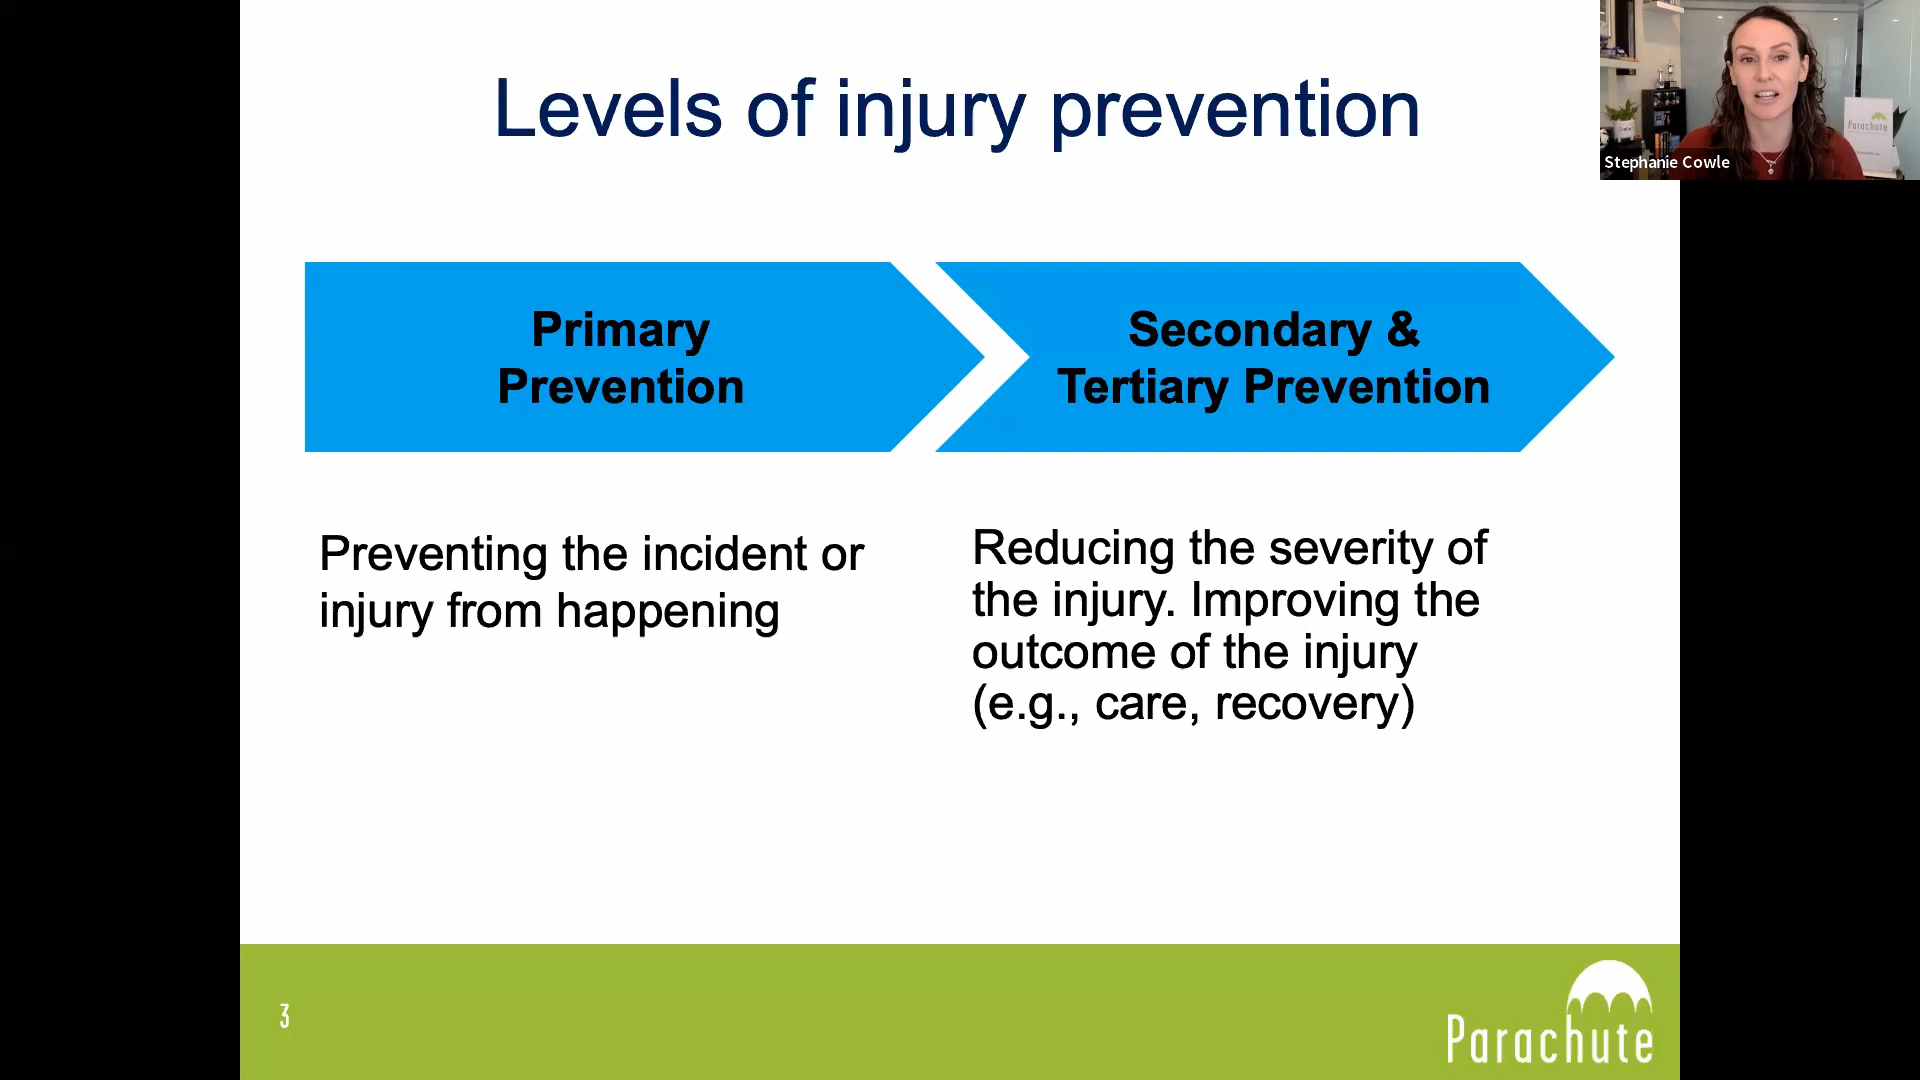 Levels of injury prevention
Primary
Prevention
Secondary &
Tertiary Prevention
Preventing the incident or
injury from happening
Reducing the severity of
the injury. Improving the
outcome of the injury
(e.g., care, recovery)
Parachute
Stephanie Cowle
3
Parachute